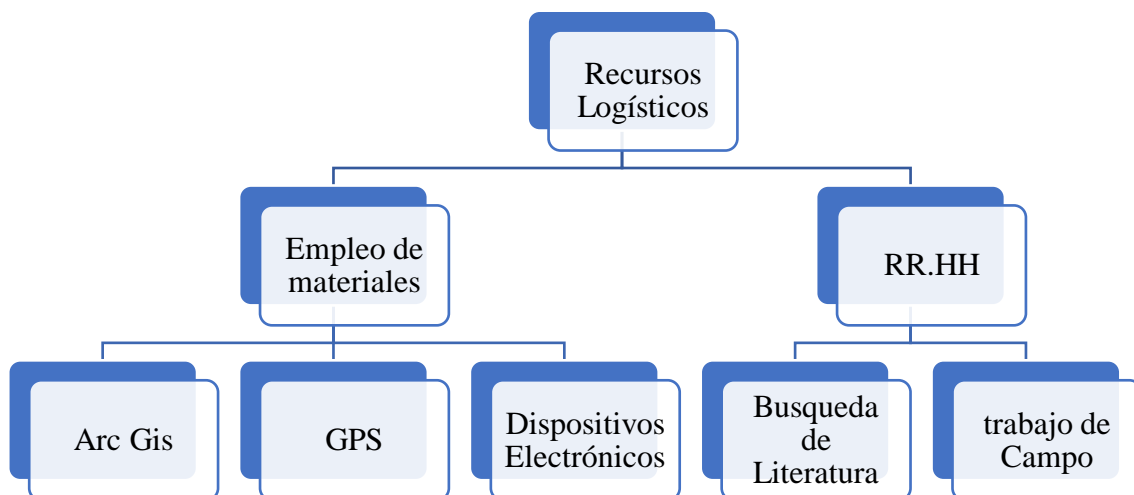 Recursos
Logísticos
Empleo de
materiales
RR.HH
Arc Gis
GPS
Dispositivos
Electrónicos
Busqueda
de
Literatura
trabajo de
Campo